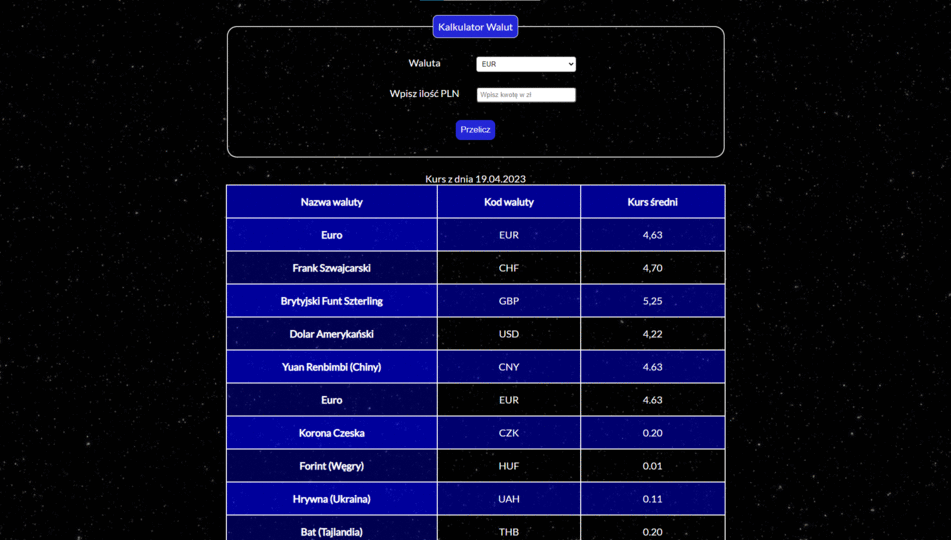 Kalkulator Walut
Waluta EUR
Wpisz ilość PLN Wpisz kwotę w zł
Przelicz
Kurs z dnia 19.04.2023
Nazwa waluty Kod waluty Kurs średni
Euro EUR 4,63
Frank Szwajcarski CHF 4,70
Brytyjski Funt Szterling GBP 5,25
Dolar Amerykański USD 4,22
Yuan Renbimbi (Chiny) CNY 4.63
Euro EUR 4.63
Korona Czeska CZK 0.20
Forint (Węgry) HUF 0.01
Hrywna (Ukraina) UAH 0.11
Bat (Tajlandia) THB 0.20